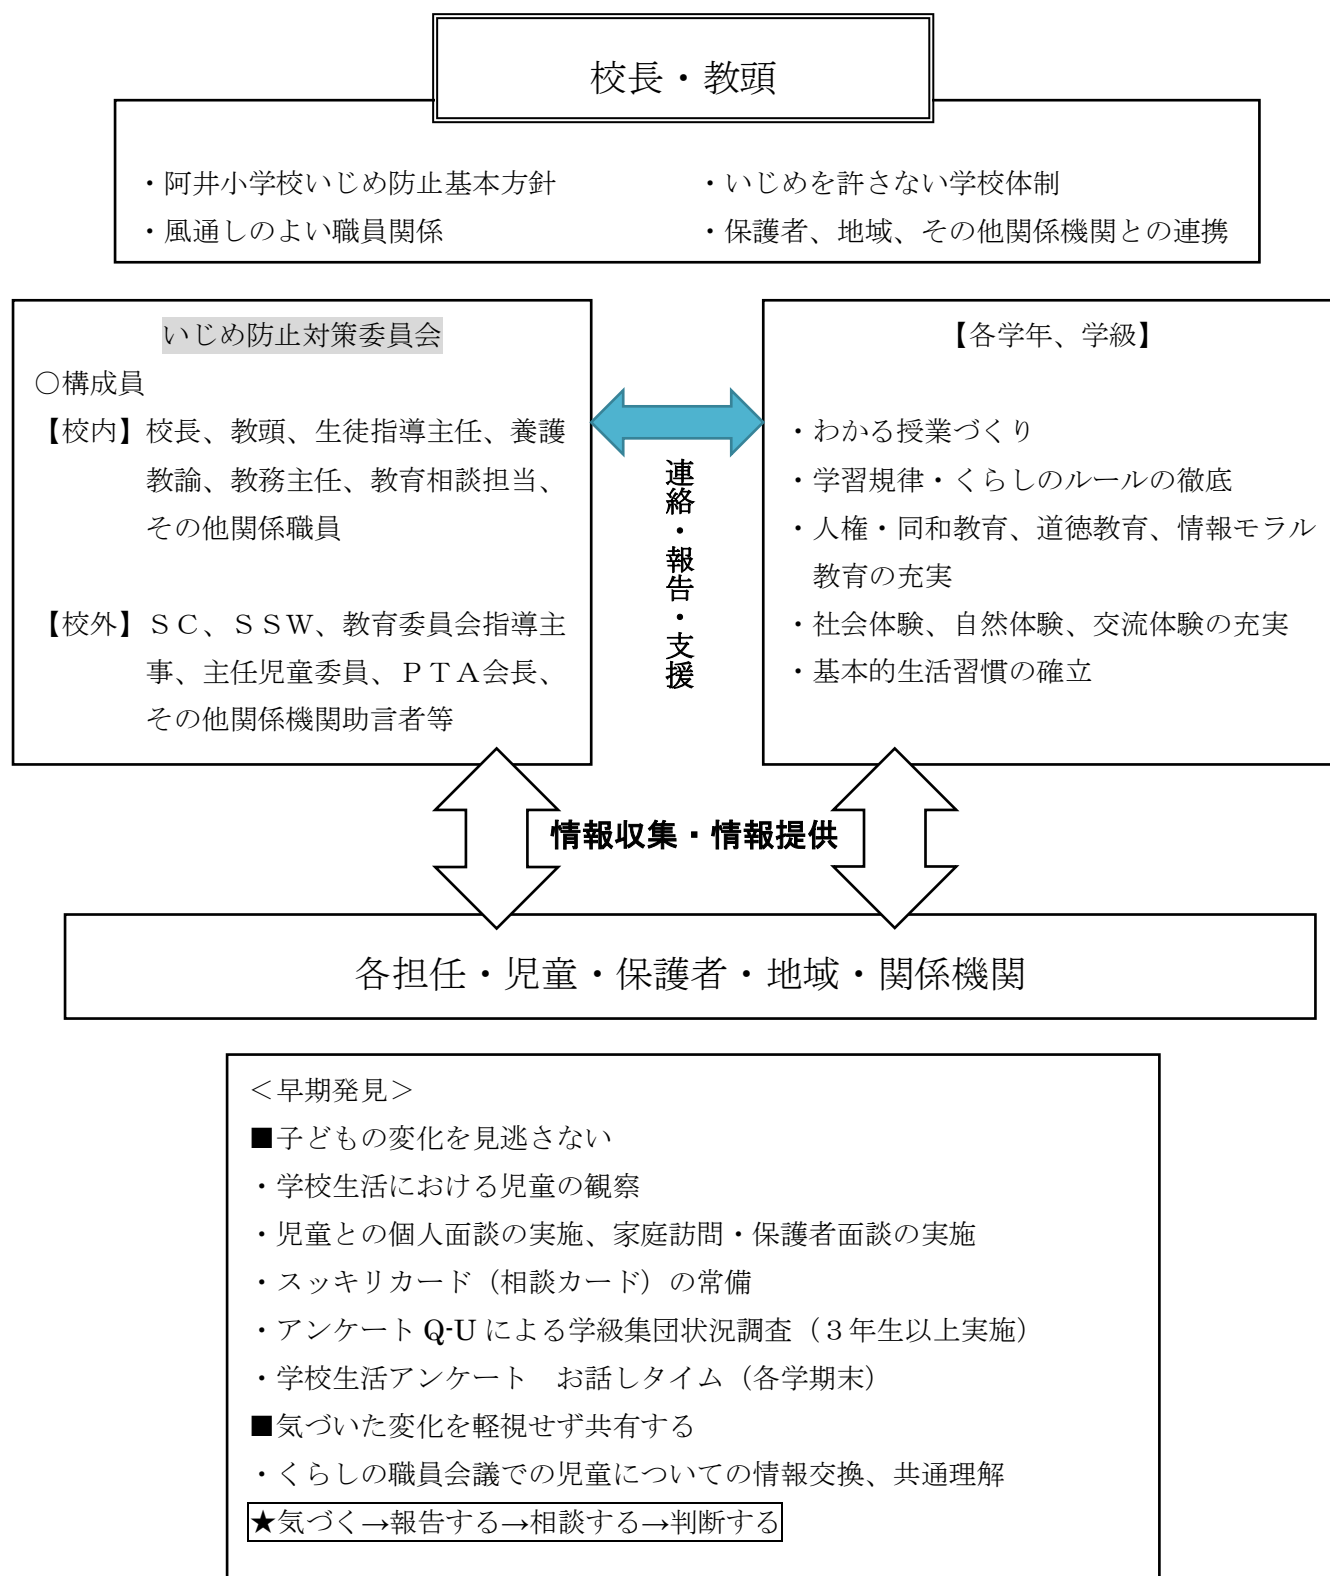 校長・教頭
・阿井小学校いじめ防止基本方針
・いじめを許さない学校体制
・風通しのよい職員関係
・保護者、地域、その他関係機関との連携
いじめ防止対策委員会
○構成員
【校内】校長、教頭、生徒指導主任、養護
教諭、教務主任、教育相談担当、
その他関係職員
【校外】ＳＣ、ＳＳＷ、教育委員会指導主
事、主任児童委員、ＰＴＡ会長、
その他関係機関助言者等
連絡・報告・支援
【各学年、学級】
・わかる授業づくり
・学習規律・くらしのルールの徹底
・人権・同和教育、道徳教育、情報モラル
教育の充実
・社会体験、自然体験、交流体験の充実
・基本的生活習慣の確立
情報収集・情報提供
各担任・児童・保護者・地域・関係機関
＜早期発見＞
■子どもの変化を見逃さない
・学校生活における児童の観察
・児童との個人面談の実施、家庭訪問・保護者面談の実施
・スッキリカード（相談カード）の常備
・アンケート Q-U による学級集団状況調査（３年生以上実施）
・学校生活アンケート　お話しタイム（各学期末）
■気づいた変化を軽視せず共有する
・くらしの職員会議での児童についての情報交換、共通理解
★気づく→報告する→相談する→判断する